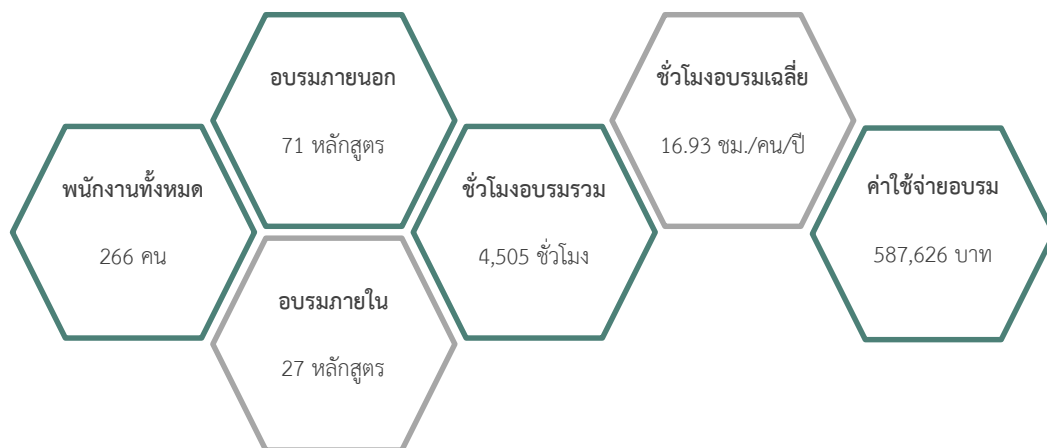 พนักงานทั้งหมด
266 คน
อบรมภายนอก
71 หลักสูตร
อบรมภายใน
27 หลักสูตร
ชั่วโมงอบรมรวม
4,505 ชั่วโมง
ชั่วโมงอบรมเฉลี่ย
16.93 ชม./คน/ปี
ค่าใช้จ่ายอบรม
587,626 บาท